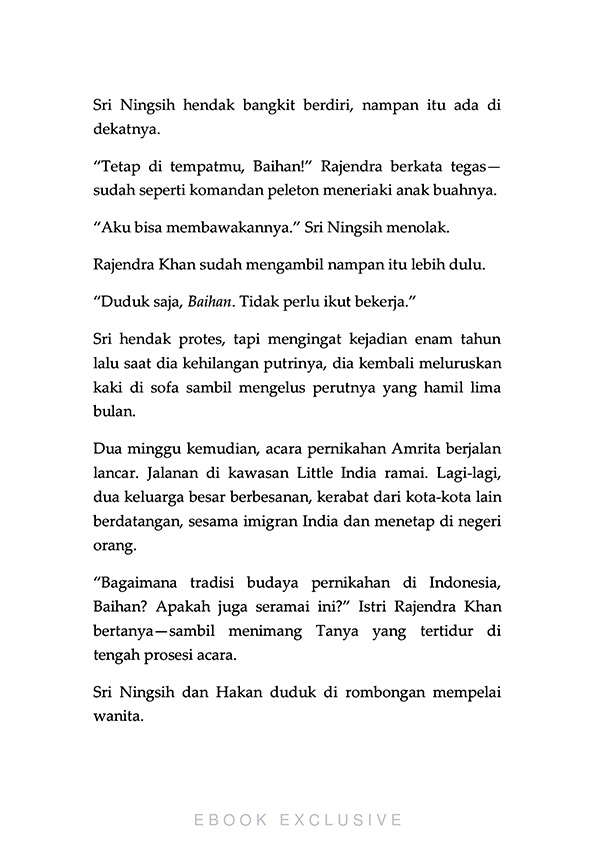 Sri Ningsih hendak bangkit berdiri, nampan itu ada di
dekatnya.
“Tetap di tempatmu, Baihan!” Rajendra berkata tegas—
sudah seperti komandan peleton meneriaki anak buahnya.
“Aku bisa membawakannya.” Sri Ningsih menolak.
Rajendra Khan sudah mengambil nampan itu lebih dulu.
“Duduk saja, Baihan. Tidak perlu ikut bekerja.”
Sri hendak protes, tapi mengingat kejadian enam tahun
lalu saat dia kehilangan putrinya, dia kembali meluruskan
kaki di sofa sambil mengelus perutnya yang hamil lima
bulan.
Dua minggu kemudian, acara pernikahan Amrita berjalan
lancar. Jalanan di kawasan Little India ramai. Lagi-lagi,
dua keluarga besar berbesanan, kerabat dari kota-kota lain
berdatangan, sesama imigran India dan menetap di negeri
orang.
“Bagaimana tradisi budaya pernikahan di Indonesia,
Baihan? Apakah juga seramai ini?” Istri Rajendra Khan
bertanya—sambil menimang Tanya yang tertidur di
tengah prosesi acara.
Sri Ningsih dan Hakan duduk di rombongan mempelai
wanita.
EBOOK EXCLUSIVE